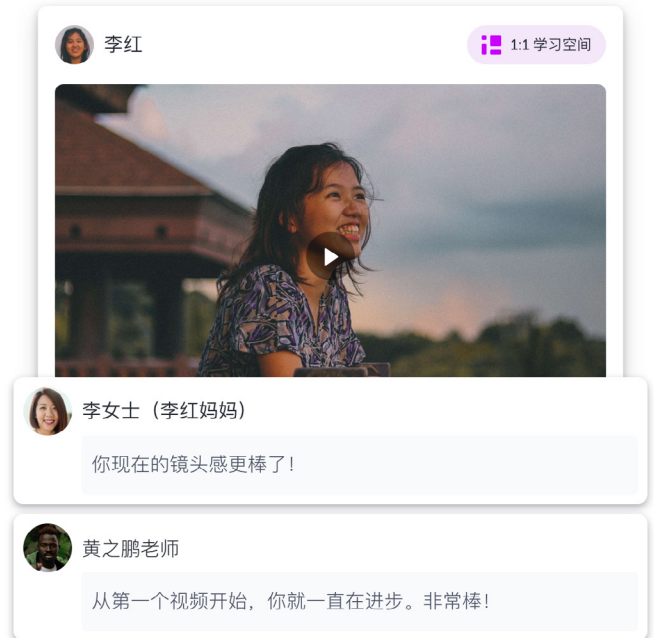 李红
1:1 学习空间
李女士（李红妈妈）
你现在的镜头感更棒了！
黄之鹏老师
从第一个视频开始，你就一直在进步。非常棒！